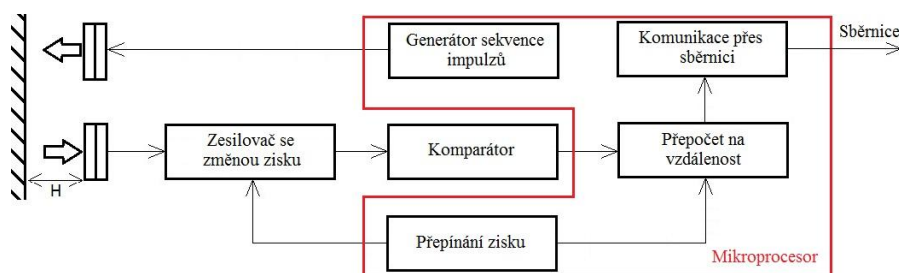 Generátor sekvence
impulzů
Komunikace přes
sběrnici
Sběrnice
Zesilovač se
změnou zisku
Komparátor
Přepočet na
vzdálenost
H
Přepínání zisku
Mikroprocesor